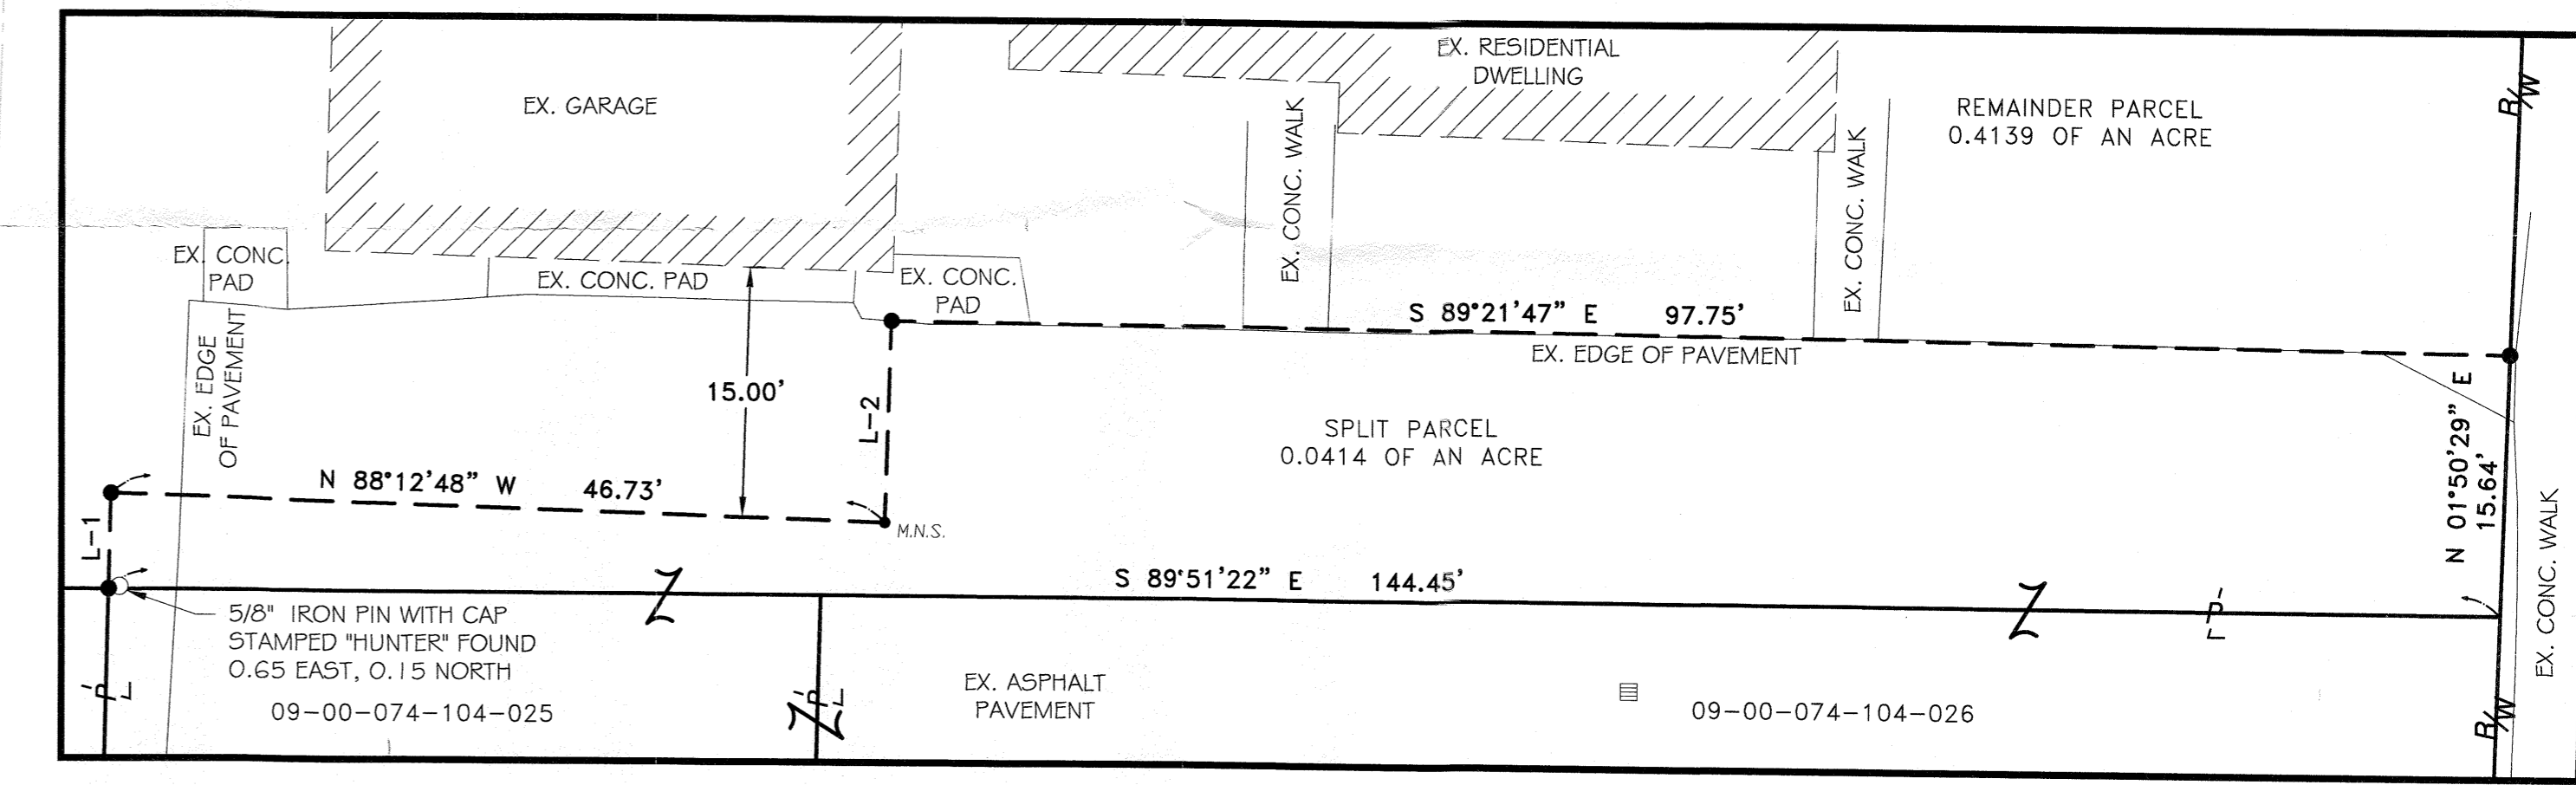 EX. GARAGE
EX. RESIDENTIAL
DWELLING
REMAINDER PARCEL
0.4139 OF AN ACRE
R/W
EX. CONC. WALK
EX. CONC. WALK
EX. CONC.
PAD
EX. CONC. PAD
EX. CONC.
PAD
S 89°21'47" E 97.75'
EX. EDGE OF PAVEMENT
EX. EDGE
OF PAVEMENT
15.00'
L-2
SPLIT PARCEL
0.0414 OF AN ACRE
N 01°50'29" E
15.64'
N 88°12'48" W 46.73'
M.N.S.
L-1
S 89°51'22" E 144.45'
EX. CONC. WALK
5/8" IRON PIN WITH CAP
STAMPED "HUNTER" FOUND
0.65 EAST, 0.15 NORTH
09-00-074-104-025
EX. ASPHALT
PAVEMENT
09-00-074-104-026
PL
PL
PL
R/W